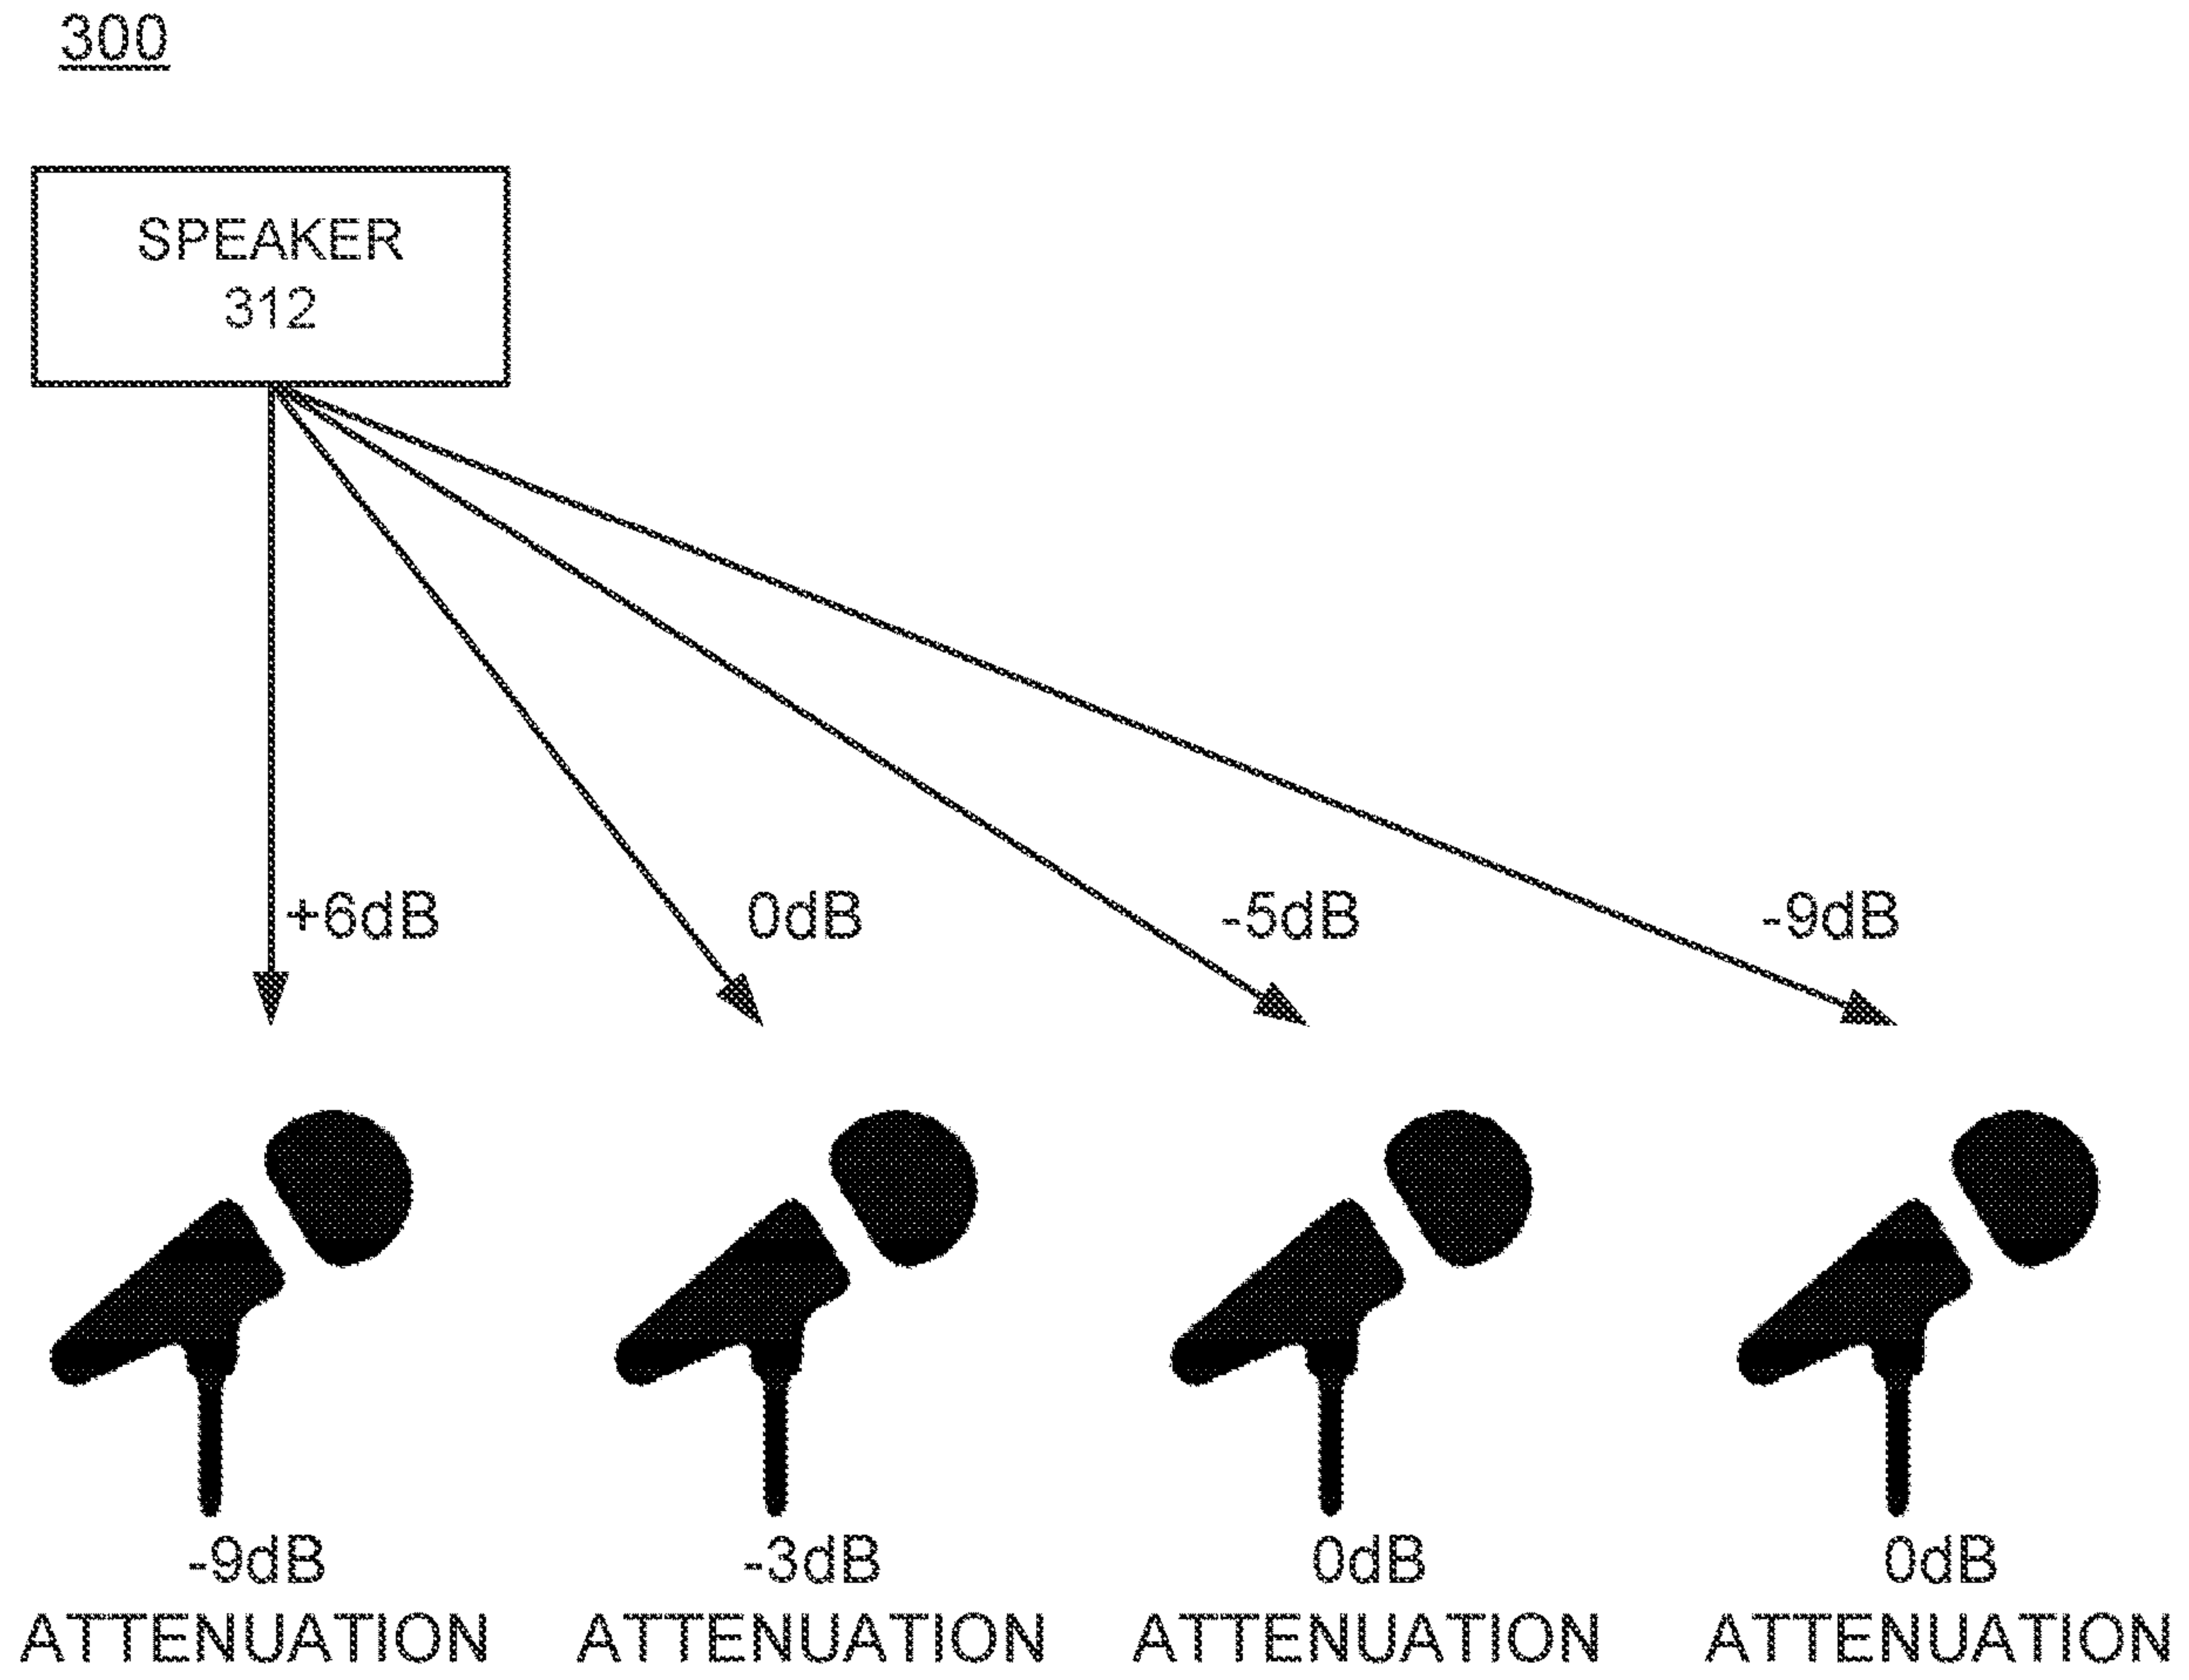 300
SPEAKER
312
+6dB
0dB
-5dB
-9dB
-9dB
ATTENUATION
-3dB
ATTENUATION
0dB
ATTENUATION
0dB
ATTENUATION